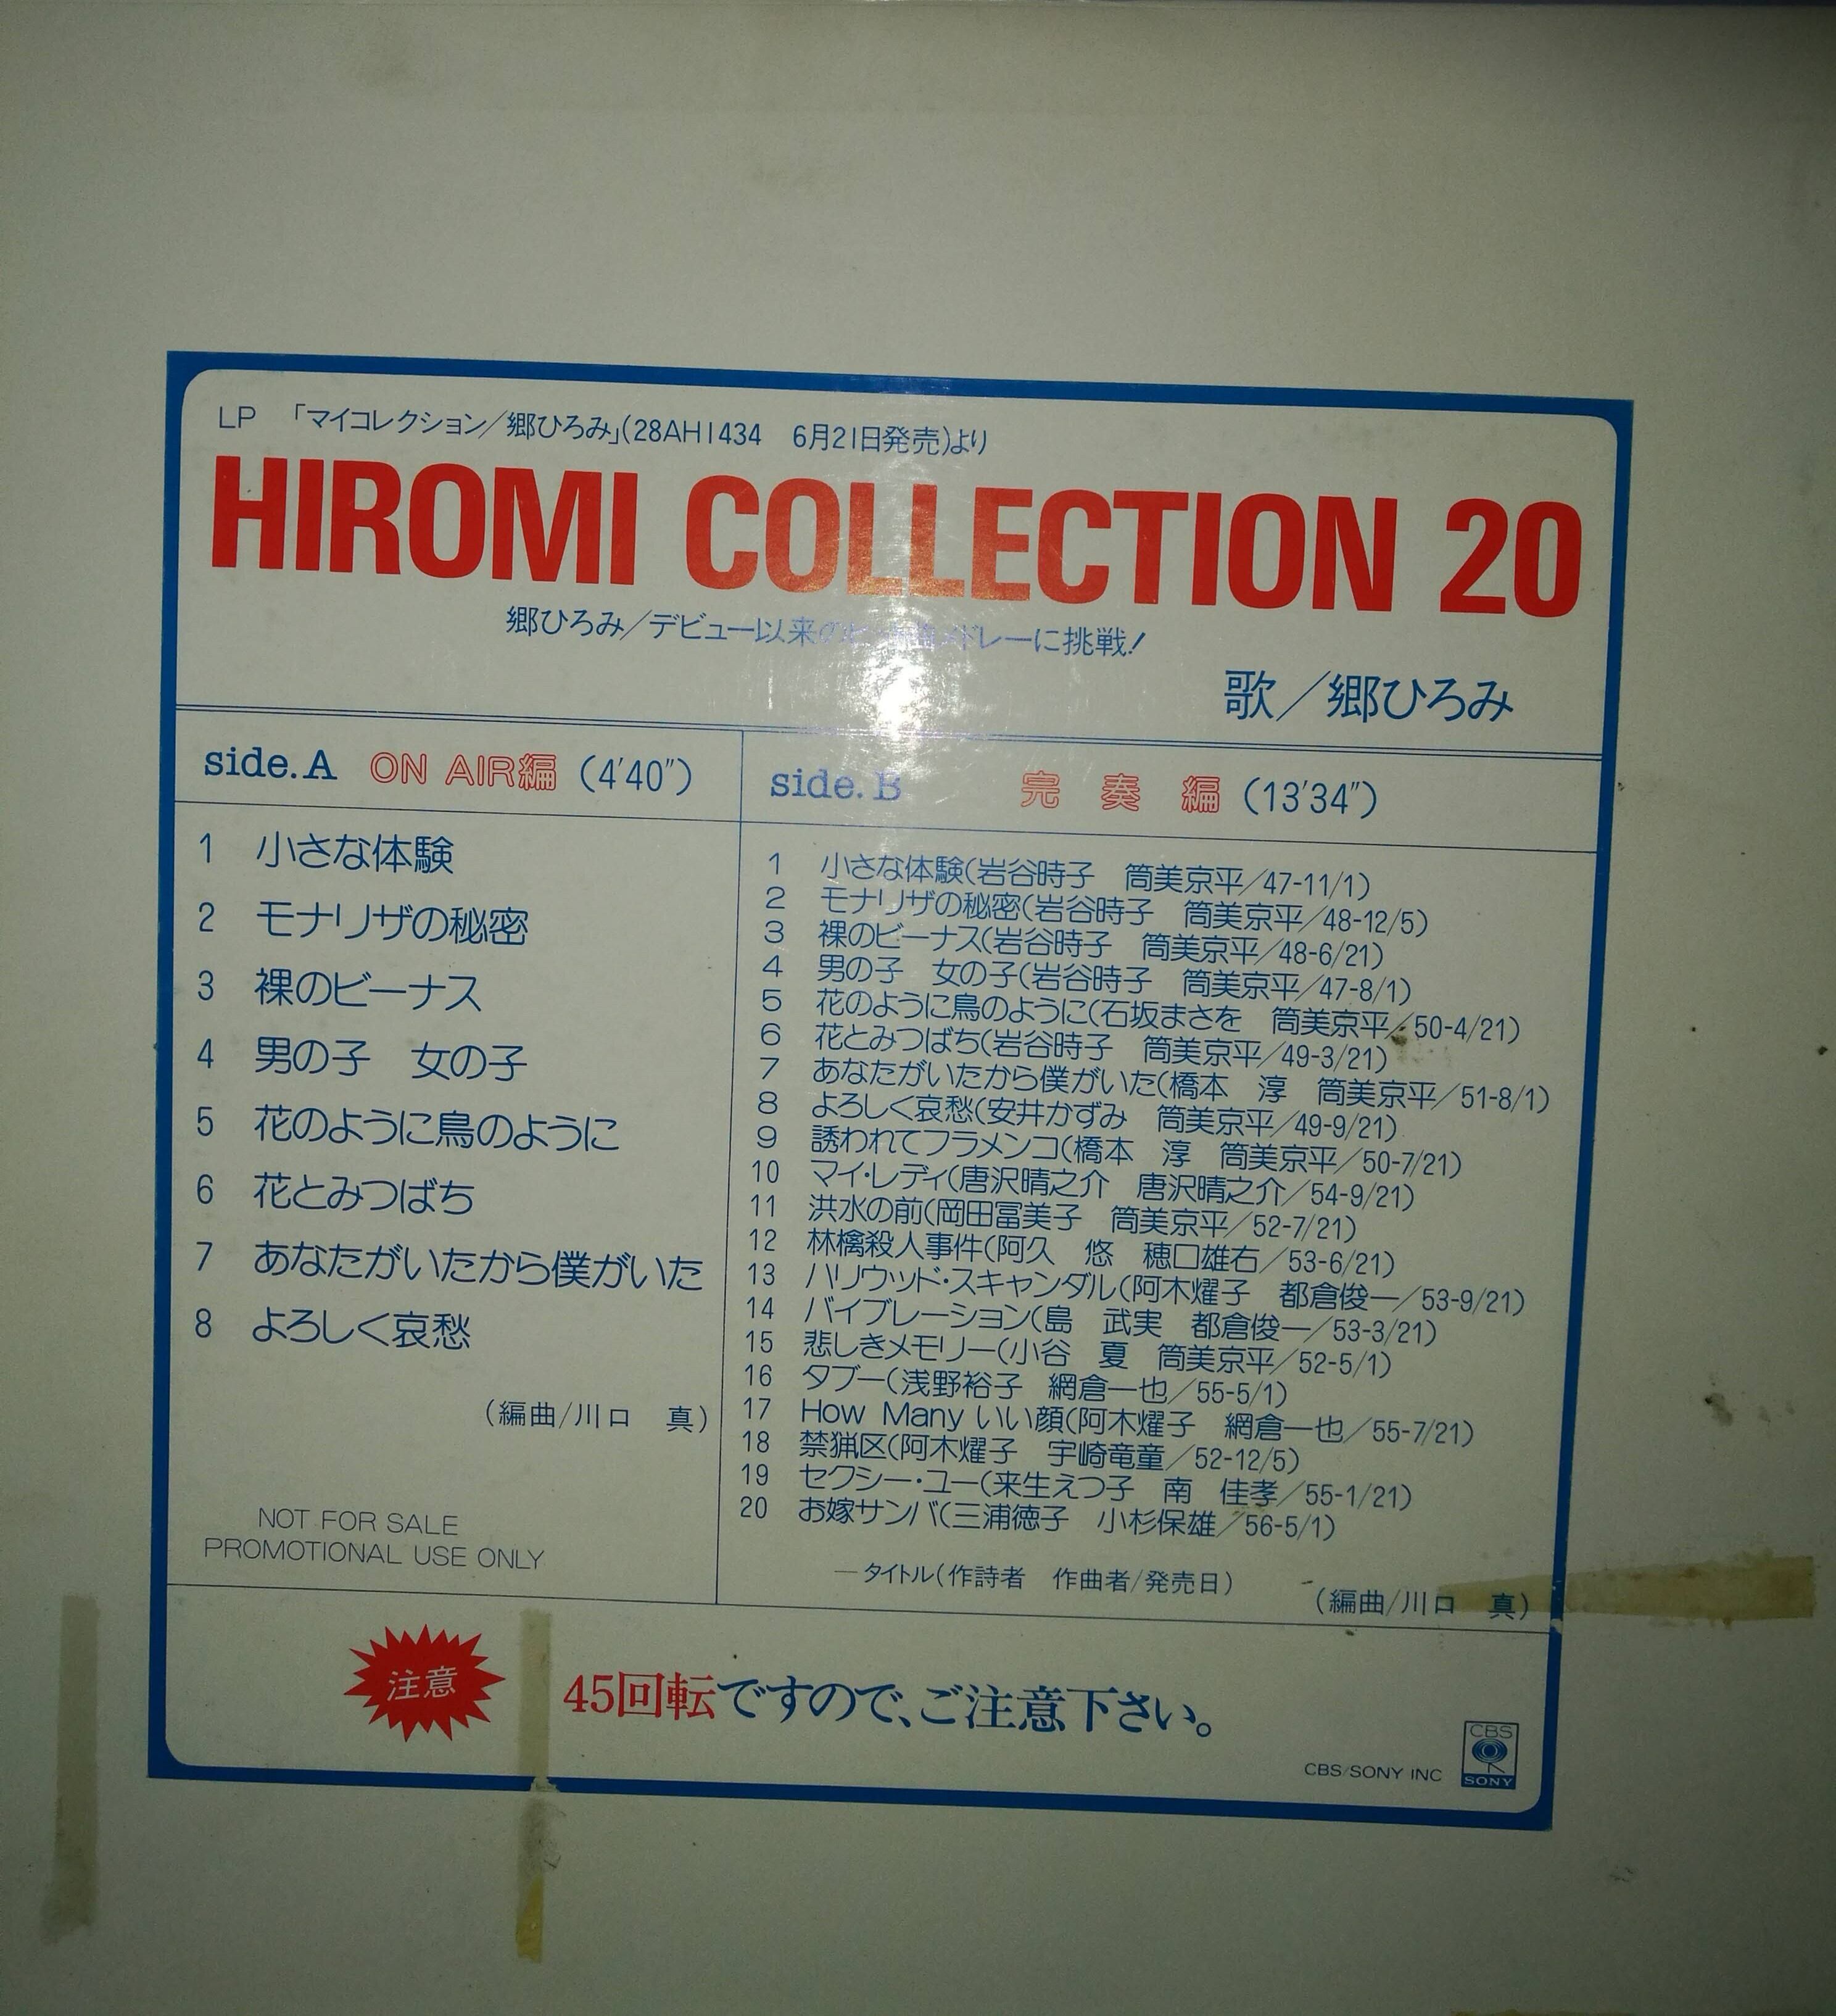 LP 「マイコレクション/郷ひろみ」(28AH1434 6月21日発売)より
HIROMI COLLECTION 20
郷ひろみ/デビュー以来のヒット曲メドレーに挑戦!
歌/郷ひろみ
side.A ON AIR編 (4'40")
1 小さな体験
2 モナリザの秘密
3 裸のビーナス
4 男の子 女の子
5 花のように鳥のように
6 花とみつばち
7 あなたがいたから僕がいた
8 よろしく哀愁
(編曲/川口 真)
NOT FOR SALE
PROMOTIONAL USE ONLY
side.B 完奏編 (13'34")
1 小さな体験(岩谷時子 筒美京平/47-11/1)
2 モナリザの秘密(岩谷時子 筒美京平/48-12/5)
3 裸のビーナス(岩谷時子 筒美京平/48-6/21)
4 男の子 女の子(岩谷時子 筒美京平/47-8/1)
5 花のように鳥のように(石坂まさを 筒美京平/50-4/21)
6 花とみつばち(岩谷時子 筒美京平/49-3/21)
7 あなたがいたから僕がいた(橋本 淳 筒美京平/51-8/1)
8 よろしく哀愁(安井かずみ 筒美京平/49-9/21)
9 誘われてフラメンコ(橋本 淳 筒美京平/50-7/21)
10 マイ・レディ(唐沢晴之介 唐沢晴之介/54-9/21)
11 洪水の前(岡田冨美子 筒美京平/52-7/21)
12 林檎殺人事件(阿久 悠 穂口雄右/53-6/21)
13 ハリウッド・スキャンダル(阿木燿子 都倉俊一/53-9/21)
14 バイブレーション(島 武実 都倉俊一/53-3/21)
15 悲しきメモリー(小谷 夏 筒美京平/52-5/1)
16 タブー(浅野裕子 網倉一也/55-5/1)
17 How Many いい顔(阿木燿子 網倉一也/55-7/21)
18 禁猟区(阿木燿子 宇崎竜童/52-12/5)
19 セクシー・ユー(来生えつ子 南 佳孝/55-1/21)
20 お嫁サンバ(三浦徳子 小杉保雄/56-5/1)
—タイトル(作詩者 作曲者/発売日)
(編曲/川口 真)
注意
45回転ですので、ご注意下さい。
CBS/SONY INC
CBS
SONY